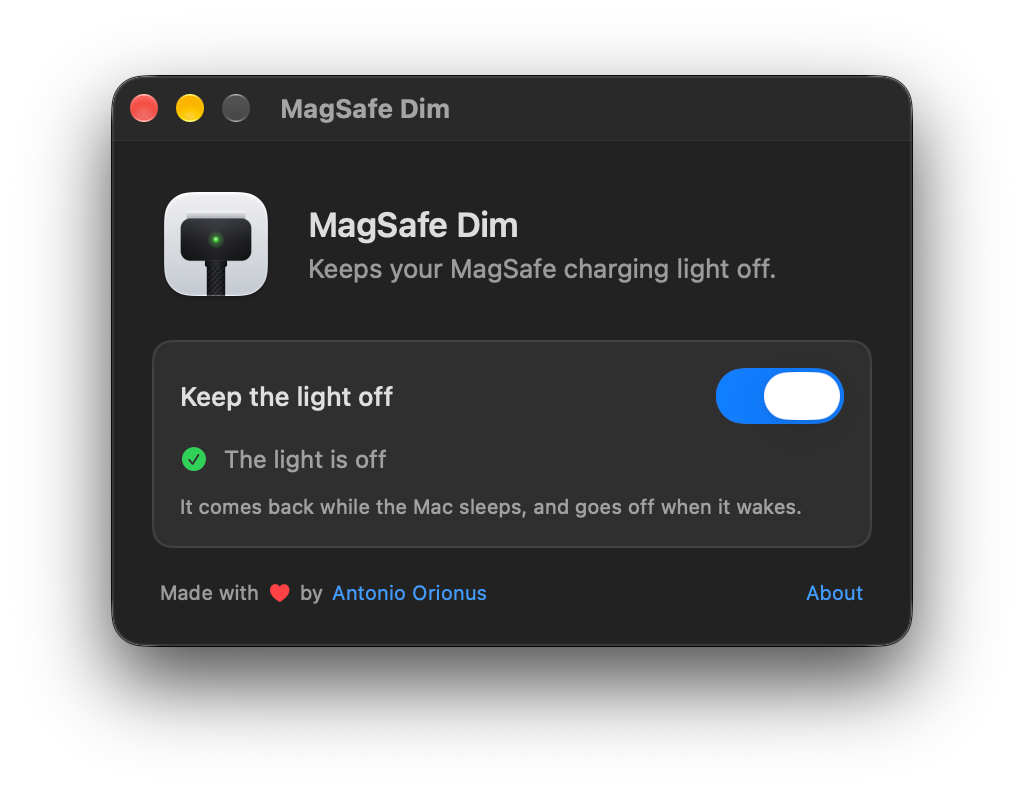 MagSafe Dim
MagSafe Dim
Keeps your MagSafe charging light off.
Keep the light off
The light is off
It comes back while the Mac sleeps, and goes off when it wakes.
Made with ❤️ by Antonio Orionus
About